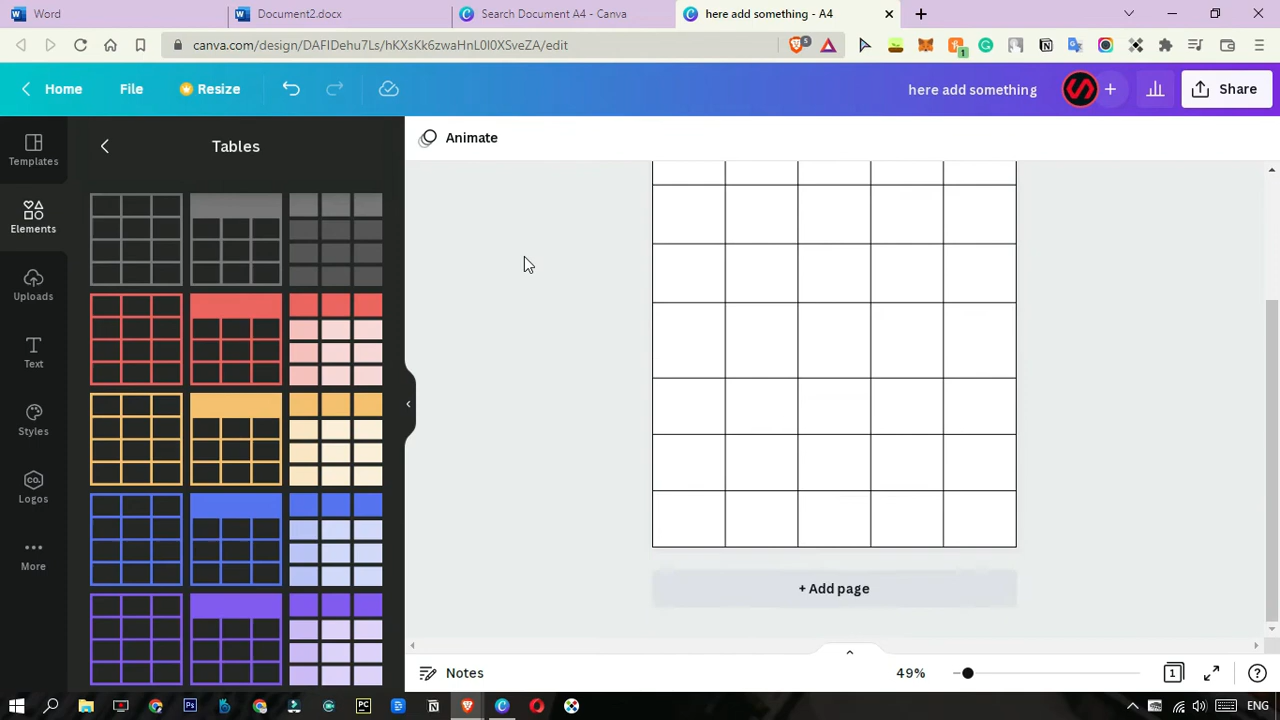 Word
Document2.docx
Search Document A4 - Canva
here add something - A4
canva.com/design/DAFIDehu7Ls/hKXsKk6zwaHnL0I0XSveZA/edit
5
1
Home
File
Resize
here add something
Share
Templates
Elements
Uploads
Text
Styles
Logos
More
Tables
Animate
+ Add page
Notes
49%
1
ENG